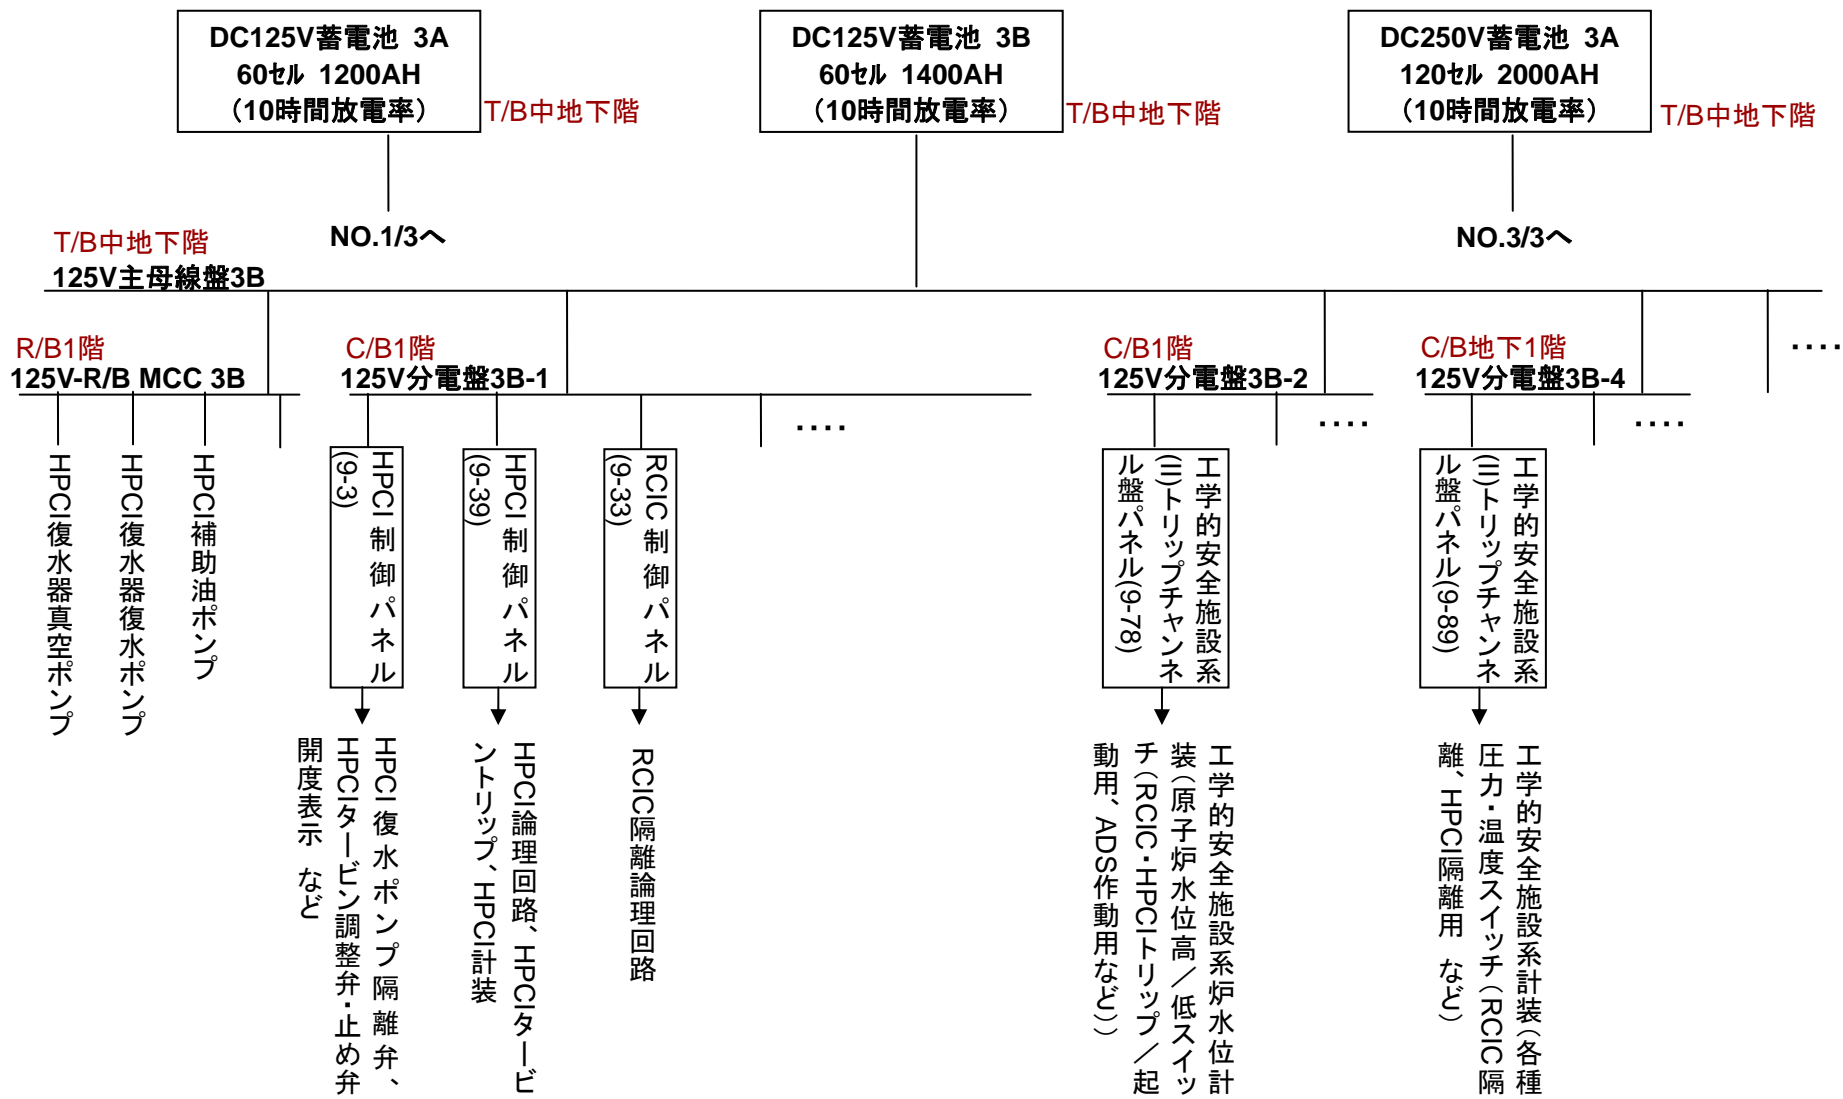 DC125V蓄電池 3A
60ｾﾙ 1200AH
（10時間放電率）
T/B中地下階
DC125V蓄電池 3B
60ｾﾙ 1400AH
（10時間放電率）
T/B中地下階
DC250V蓄電池 3A
120ｾﾙ 2000AH
（10時間放電率）
T/B中地下階
NO.1/3へ
NO.3/3へ
T/B中地下階
125V主母線盤3B
R/B1階
125V-R/B MCC 3B
C/B1階
125V分電盤3B-1
C/B1階
125V分電盤3B-2
C/B地下1階
125V分電盤3B-4
‥‥
‥‥
‥‥
‥‥
HPCI復水器真空ポンプ
HPCI復水器復水ポンプ
HPCI補助油ポンプ
HPCI 制御パネル
(9-3)
HPCI 制御パネル
(9-39)
RCIC 制御パネル
(9-33)
工学的安全施設系
(II)トリップチャンネ
ル盤パネル(9-78)
工学的安全施設系
(II)トリップチャンネ
ル盤パネル(9-89)
HPCI 復水ポンプ隔離弁、
HPCIタービン調整弁・止め弁
開度表示 など
HPCI論理回路、HPCIタービ
ントリップ、HPCI計装
RCIC隔離論理回路
工学的安全施設系炉水位計
装（原子炉水位高／低スイッ
チ（RCIC・HPCIトリップ／起
動用、ADS作動用など））
工学的安全施設系計装（各種
圧力・温度スイッチ（RCIC隔
離、HPCI隔離用 など）